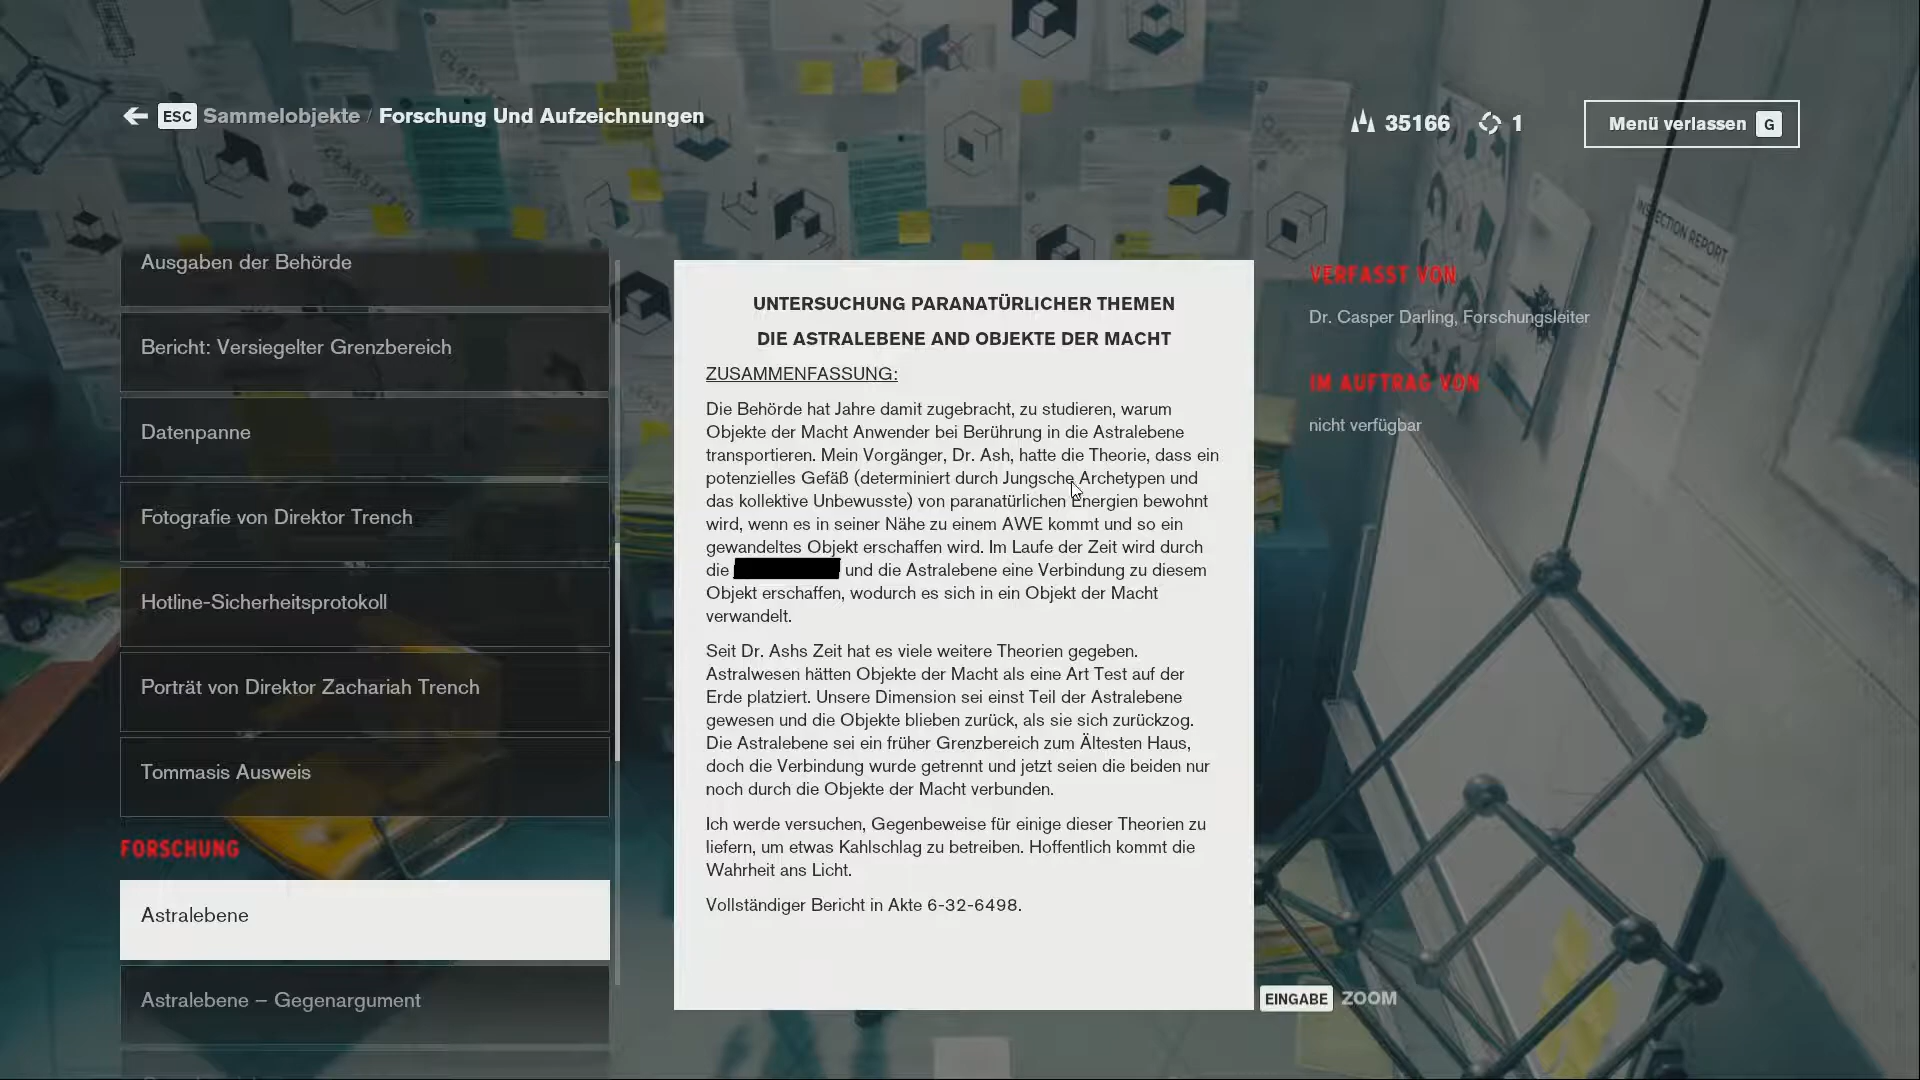 ESC Sammelobjekte / Forschung Und Aufzeichnungen
35166 1
Menü verlassen G
INSPECTION REPORT
CLASSIFIED
Ausgaben der Behörde
Bericht: Versiegelter Grenzbereich
Datenpanne
Fotografie von Direktor Trench
Hotline-Sicherheitsprotokoll
Porträt von Direktor Zachariah Trench
Tommasis Ausweis
FORSCHUNG
Astralebene
Astralebene – Gegenargument
UNTERSUCHUNG PARANATÜRLICHER THEMEN
DIE ASTRALEBENE AND OBJEKTE DER MACHT
ZUSAMMENFASSUNG:
Die Behörde hat Jahre damit zugebracht, zu studieren, warum
Objekte der Macht Anwender bei Berührung in die Astralebene
transportieren. Mein Vorgänger, Dr. Ash, hatte die Theorie, dass ein
potenzielles Gefäß (determiniert durch Jungsche Archetypen und
das kollektive Unbewusste) von paranatürlichen Energien bewohnt
wird, wenn es in seiner Nähe zu einem AWE kommt und so ein
gewandeltes Objekt erschaffen wird. Im Laufe der Zeit wird durch
die und die Astralebene eine Verbindung zu diesem
Objekt erschaffen, wodurch es sich in ein Objekt der Macht
verwandelt.
Seit Dr. Ashs Zeit hat es viele weitere Theorien gegeben.
Astralwesen hätten Objekte der Macht als eine Art Test auf der
Erde platziert. Unsere Dimension sei einst Teil der Astralebene
gewesen und die Objekte blieben zurück, als sie sich zurückzog.
Die Astralebene sei ein früher Grenzbereich zum Ältesten Haus,
doch die Verbindung wurde getrennt und jetzt seien die beiden nur
noch durch die Objekte der Macht verbunden.
Ich werde versuchen, Gegenbeweise für einige dieser Theorien zu
liefern, um etwas Kahlschlag zu betreiben. Hoffentlich kommt die
Wahrheit ans Licht.
Vollständiger Bericht in Akte 6-32-6498.
VERFASST VON
Dr. Casper Darling, Forschungsleiter
IM AUFTRAG VON
nicht verfügbar
EINGABE ZOOM